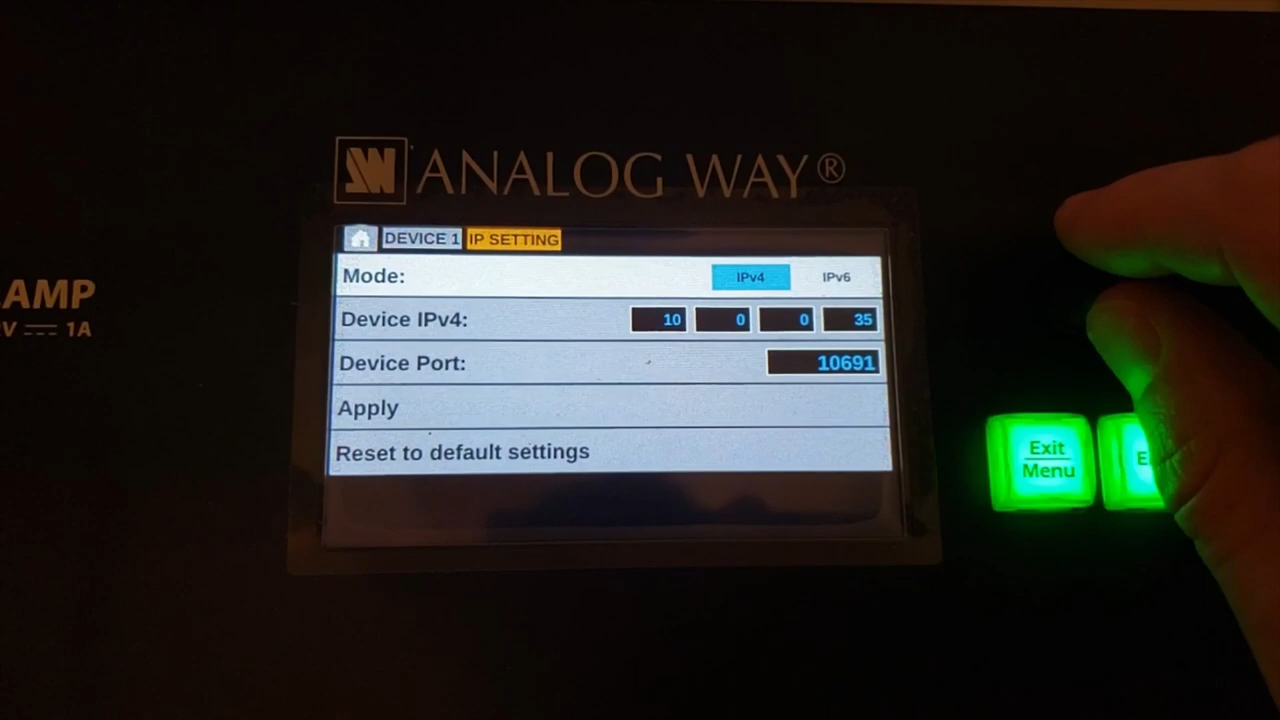 ANALOG WAY®
DEVICE 1 IP SETTING
Mode: IPv4 IPv6
Device IPv4: 10 0 0 35
Device Port: 10691
Apply
Reset to default settings
AMP
1A
Exit
Menu